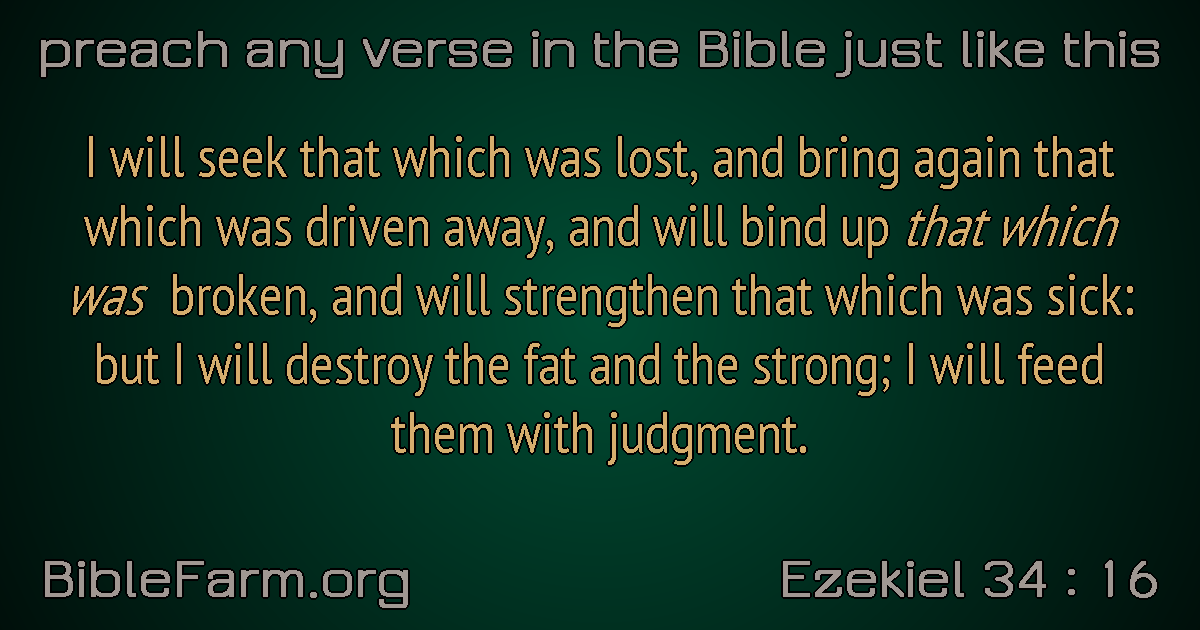 preach any verse in the Bible just like this
I will seek that which was lost, and bring again that
which was driven away, and will bind up that which
was broken, and will strengthen that which was sick:
but I will destroy the fat and the strong; I will feed
them with judgment.
BibleFarm.org
Ezekiel 34 : 16